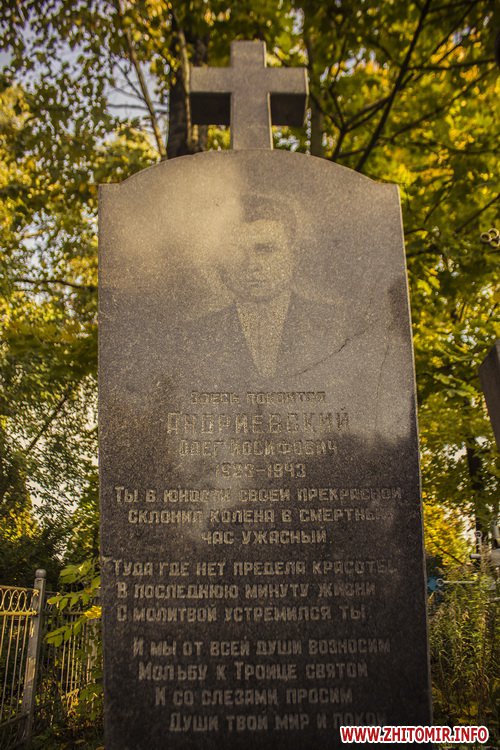 Здесь покоится
Андриевский
Олег Иосифович
1923-1943
Ты в юности своей прекрасной
склонил колена в смертный
час ужасный
Туда где нет предела красоты
В последнюю минуту жизни
С молитвой устремился ты
И мы от всей души возносим
Мольбу к Троице святой
И со слезами просим
Души твоей мир и покой
WWW.ZHITOMIR.INFO